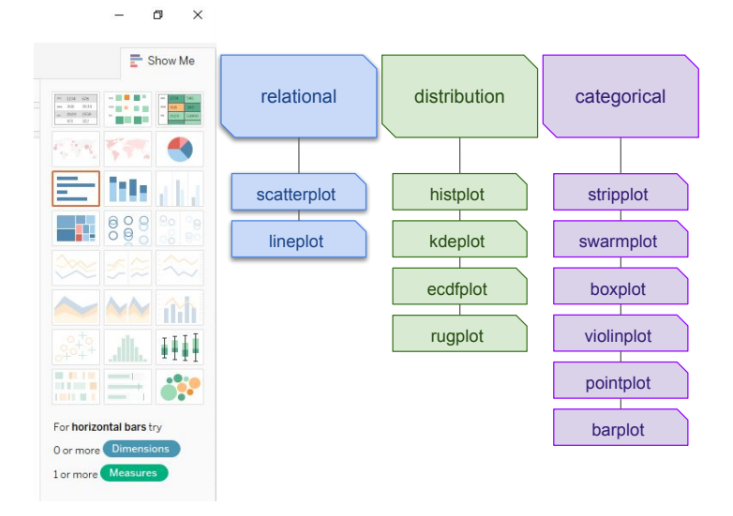 Show Me
For horizontal bars try
0 or more Dimensions
1 or more Measures
relational
scatterplot
lineplot
distribution
histplot
kdeplot
ecdfplot
rugplot
categorical
stripplot
swarmplot
boxplot
violinplot
pointplot
barplot